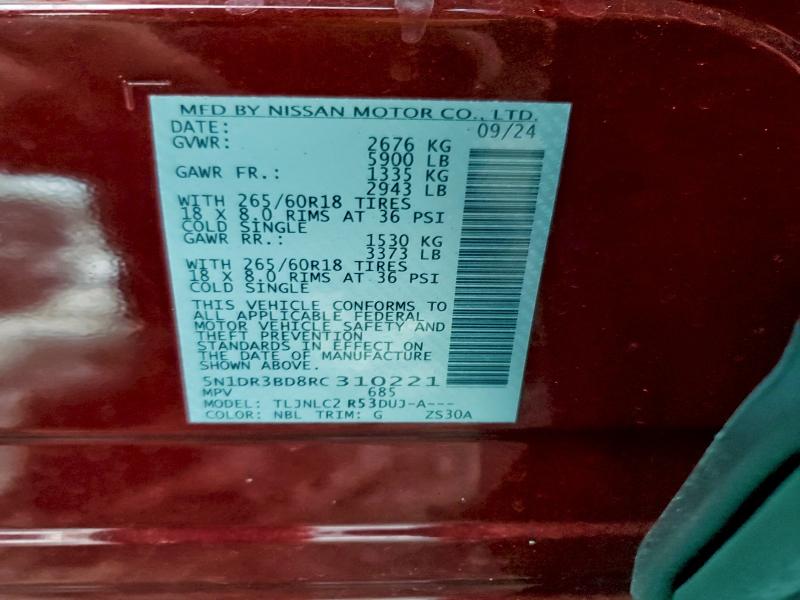 MFD BY NISSAN MOTOR CO., LTD.
DATE: 09/24
GVWR: 2676 KG
5900 LB
GAWR FR.: 1335 KG
2943 LB
WITH 265/60R18 TIRES
18 X 8.0 RIMS AT 36 PSI
COLD SINGLE
GAWR RR.: 1530 KG
3373 LB
WITH 265/60R18 TIRES
18 X 8.0 RIMS AT 36 PSI
COLD SINGLE
THIS VEHICLE CONFORMS TO
ALL APPLICABLE FEDERAL
MOTOR VEHICLE SAFETY AND
THEFT PREVENTION
STANDARDS IN EFFECT ON
THE DATE OF MANUFACTURE
SHOWN ABOVE.
5N1DR3BD8RC310221
MPV 685
MODEL: TLJNLC2 R53DUJ-A---
COLOR: NBL TRIM: G ZS30A